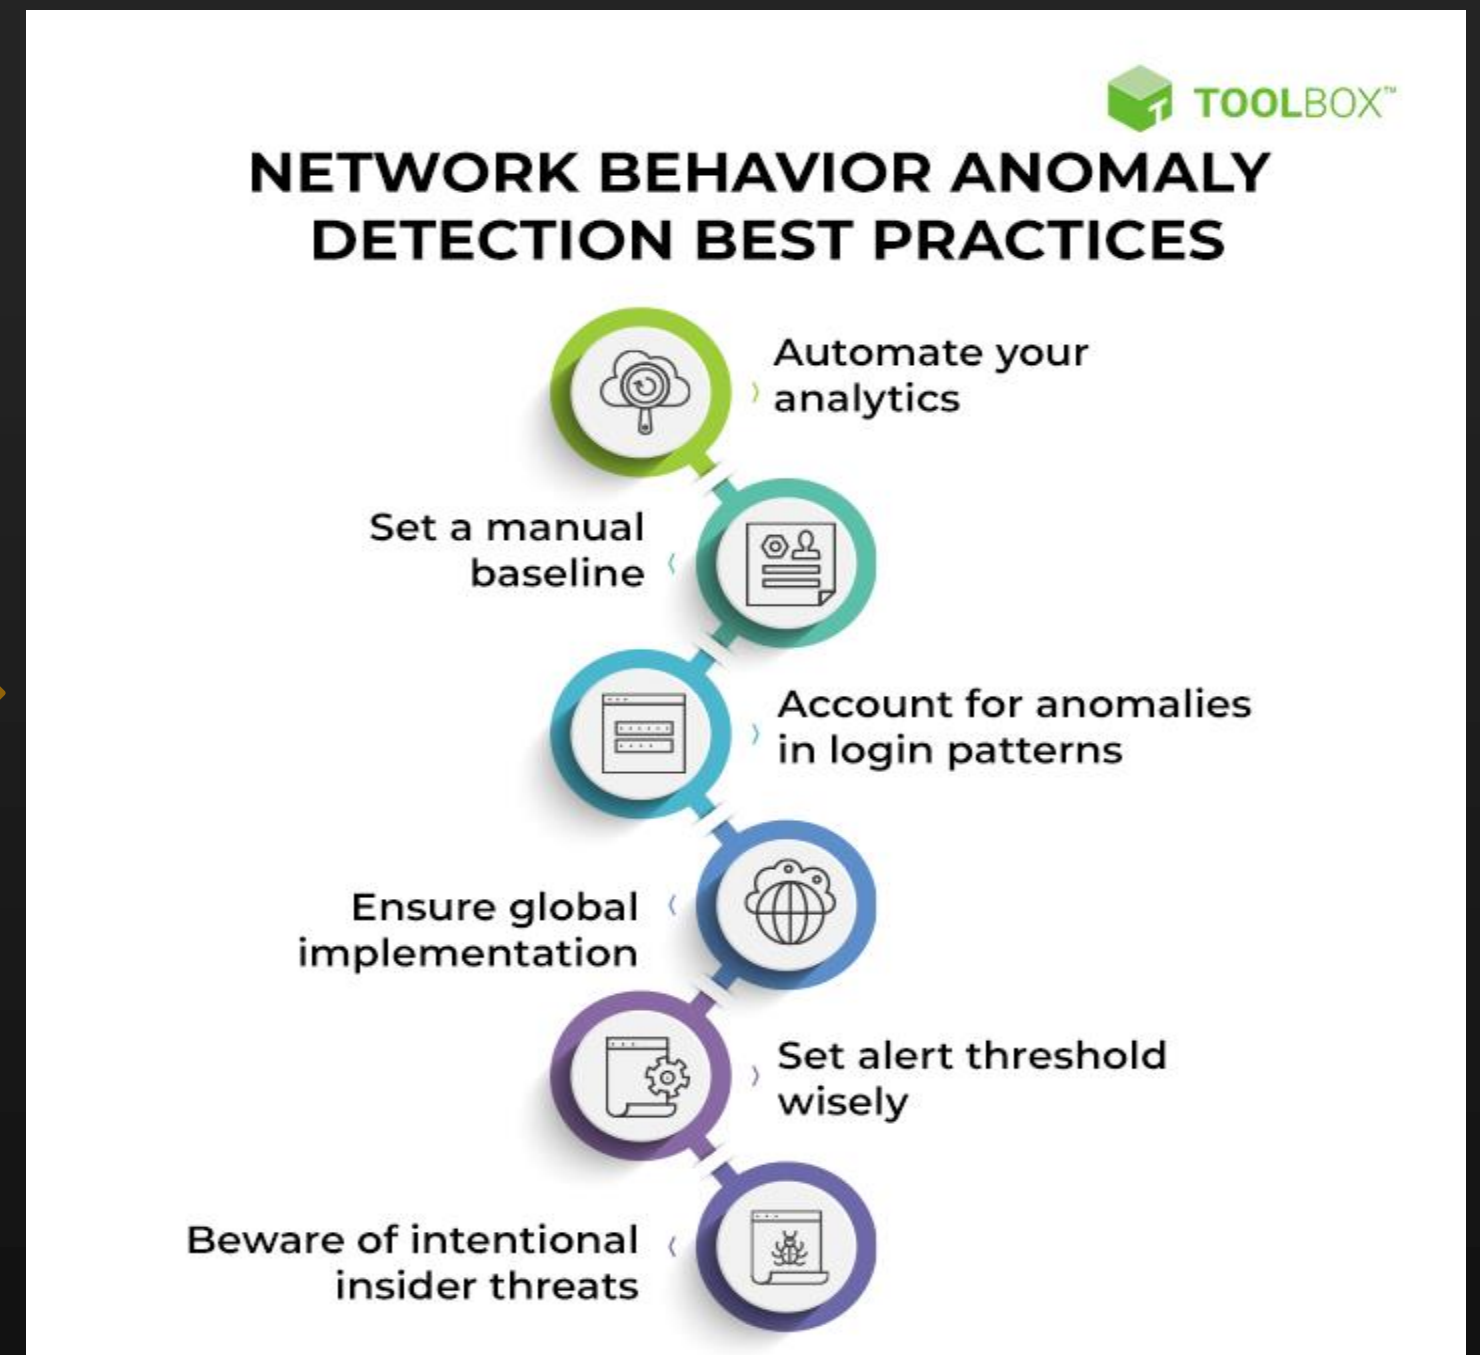 TOOLBOX™
NETWORK BEHAVIOR ANOMALY
DETECTION BEST PRACTICES
Automate your
analytics
Set a manual
baseline
Account for anomalies
in login patterns
Ensure global
implementation
Set alert threshold
wisely
Beware of intentional
insider threats